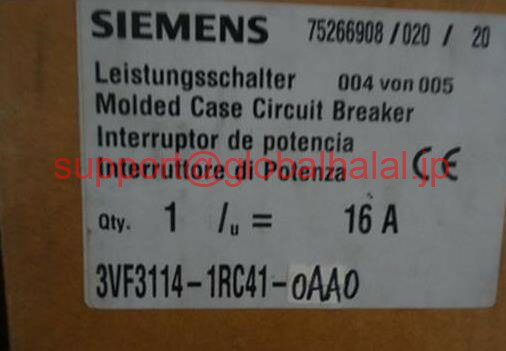 SIEMENS 75266908/020 / 20
Leistungsschalter 004 von 005
Molded Case Circuit Breaker
Interruptor de potencia
support@globalhalal.jp
Interruttore di Potenza CE
Qty. 1 Iu = 16 A
3VF3114-1RC41-0AA0